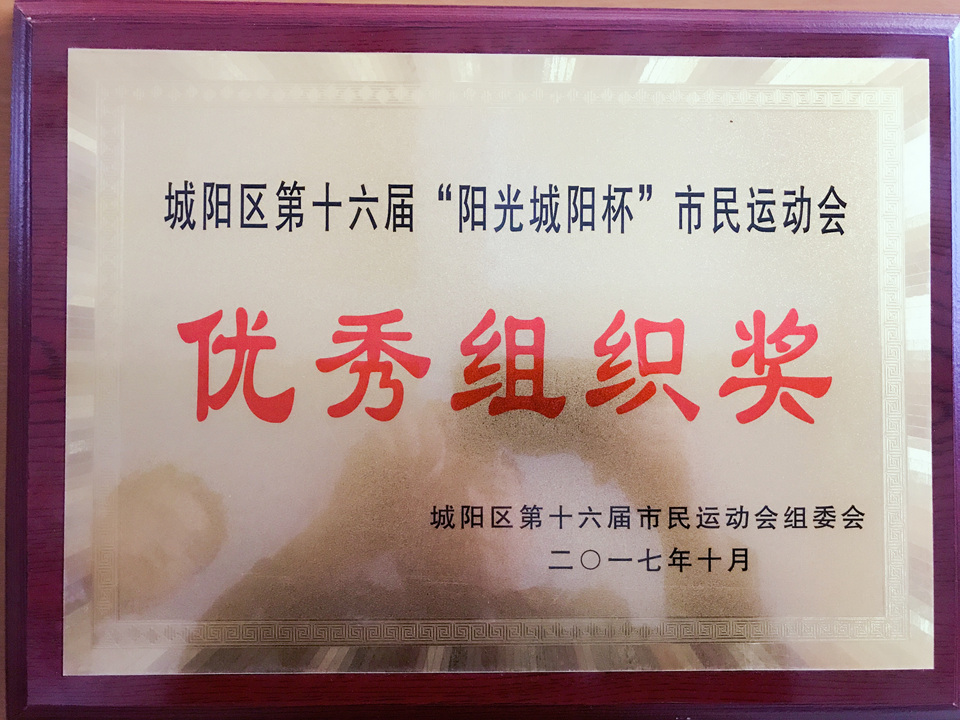 城阳区第十六届“阳光城阳杯”市民运动会
优秀组织奖
城阳区第十六届市民运动会组委会
二〇一七年十月